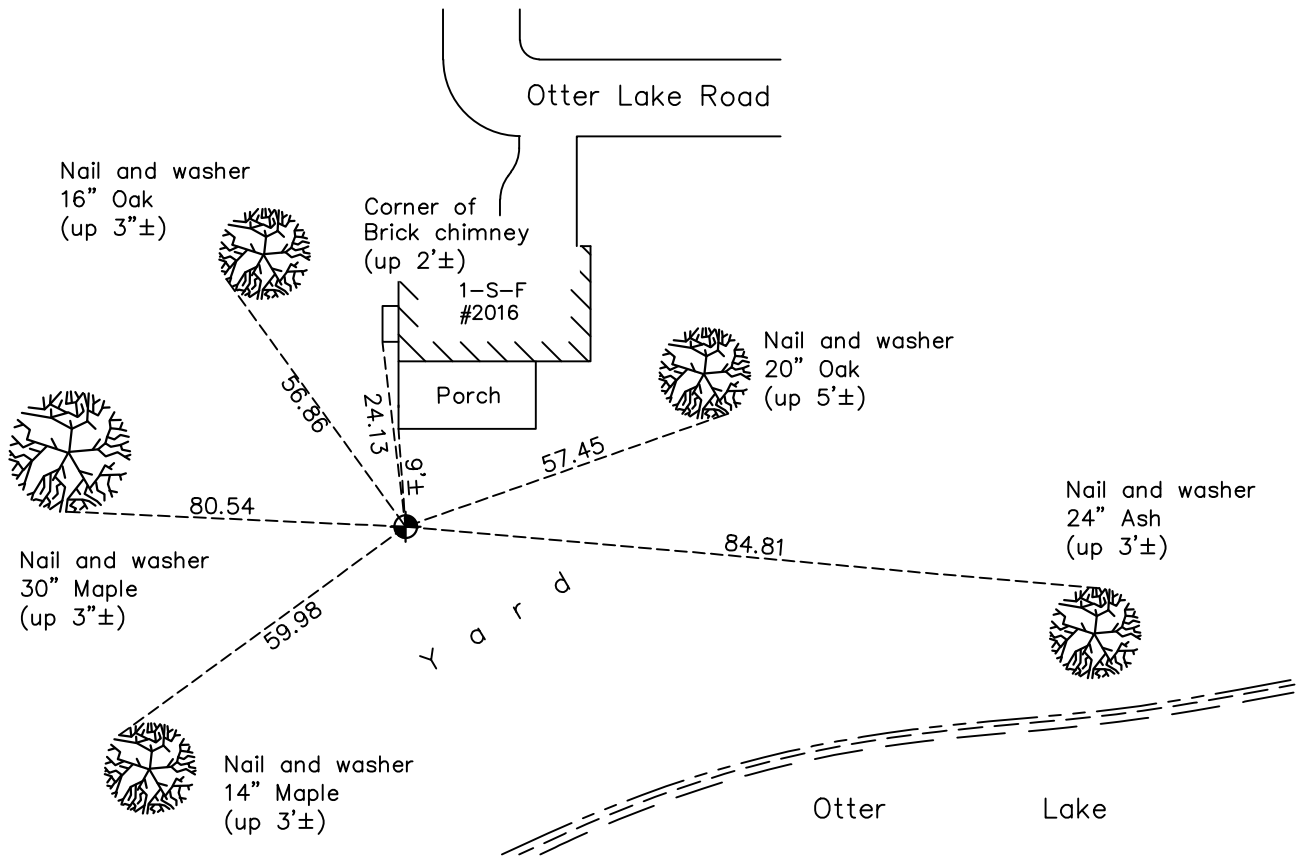 Otter Lake Road
Nail and washer
16” Oak
(up 3”±)
Corner of
Brick chimney
(up 2’±)
1-S-F
#2016
Nail and washer
20” Oak
(up 5’±)
Porch
56.86
24.13
9’±
57.45
80.54
84.81
Nail and washer
24” Ash
(up 3’±)
Nail and washer
30” Maple
(up 3”±)
59.98
Yard
Nail and washer
14” Maple
(up 3’±)
Otter Lake